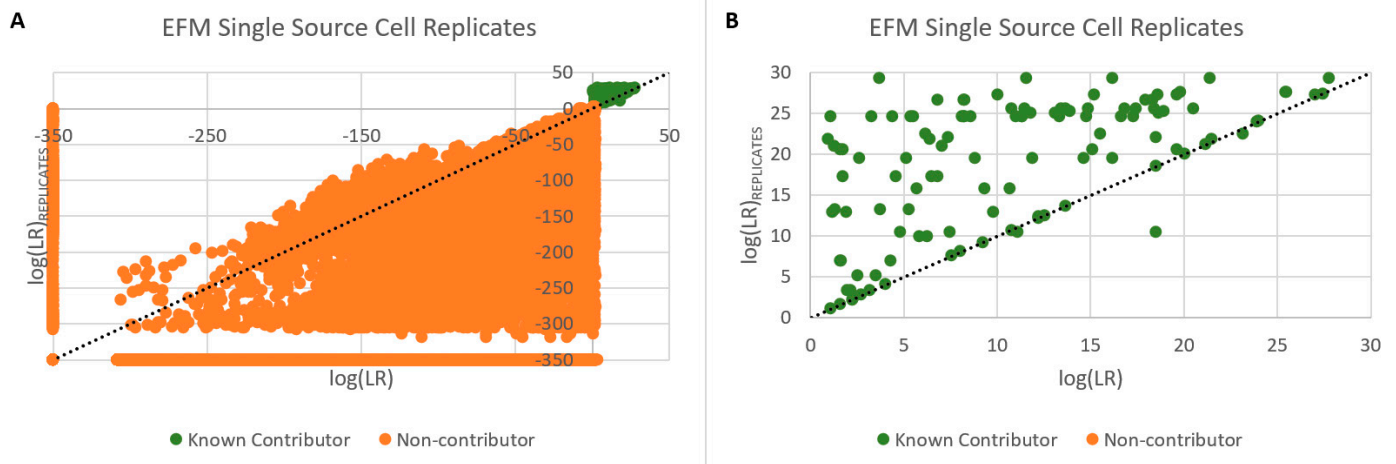 A
EFM Single Source Cell Replicates
50
0
-50
-100
-150
-200
-250
-300
-350
-350
-250
-150
-50
50
log(LR)REPLICATES
log(LR)
Known Contributor
Non-contributor
B
EFM Single Source Cell Replicates
30
25
20
15
10
5
0
0
5
10
15
20
25
30
log(LR)REPLICATES
log(LR)
Known Contributor
Non-contributor